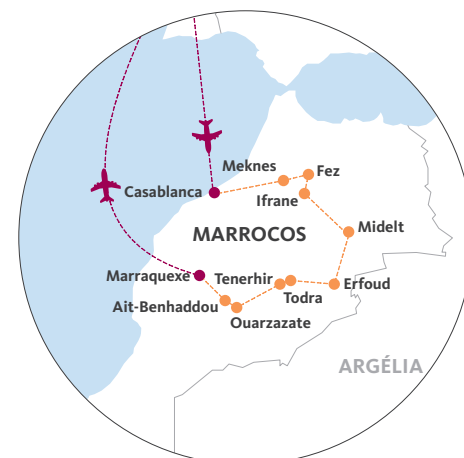 Meknes
Fez
Casablanca
Ifrane
MARROCOS
Midelt
Marraquexe
Tenerhir
Erfoud
Todra
Ait-Benhaddou
Ouarzazate
ARGÉLIA